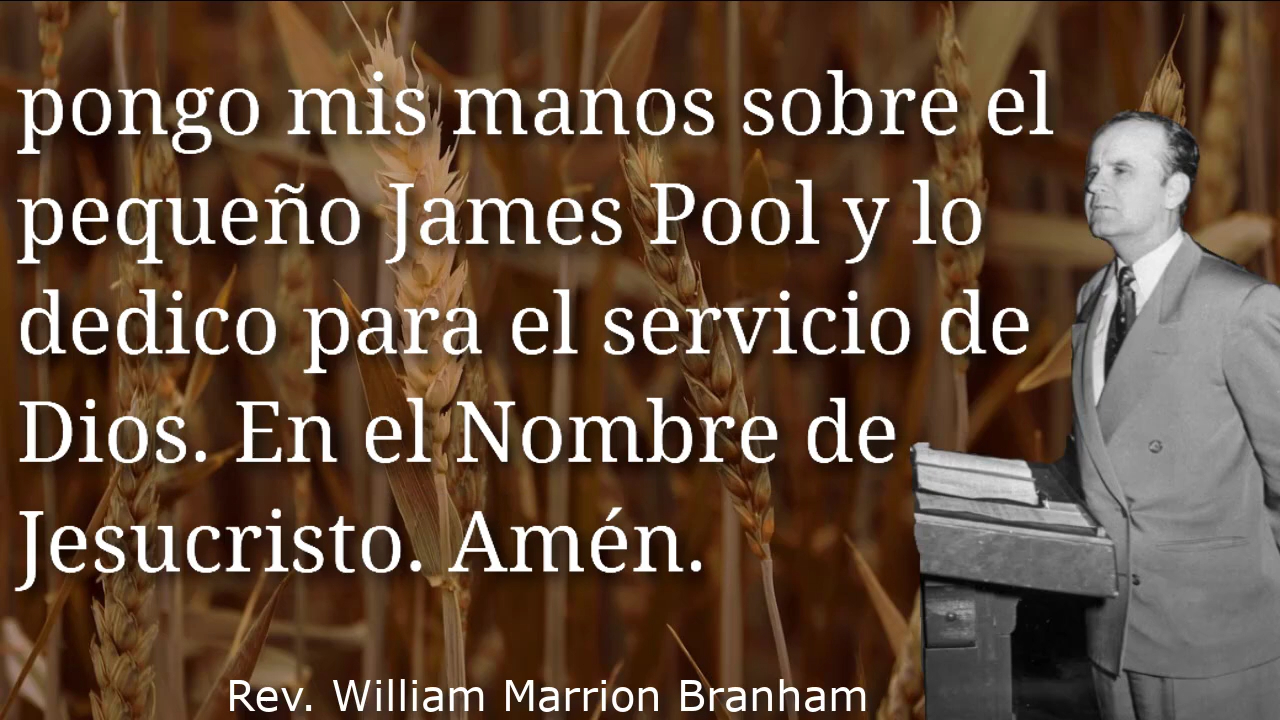 pongo mis manos sobre el
pequeño James Pool y lo
dedico para el servicio de
Dios. En el Nombre de
Jesucristo. Amén.
Rev. William Marrion Branham